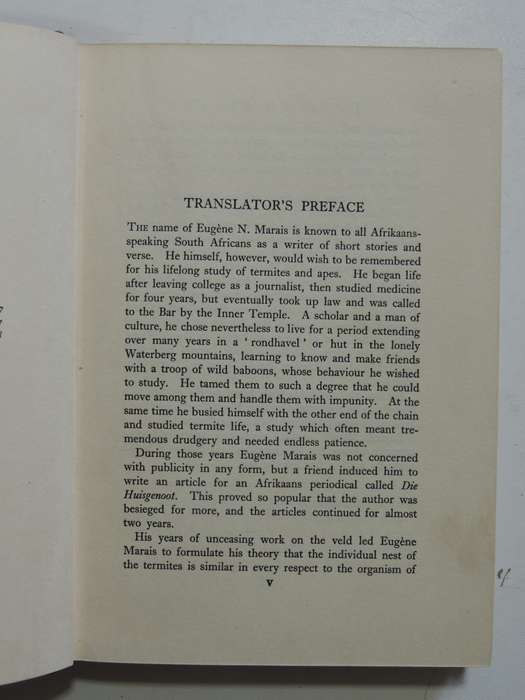 TRANSLATOR'S PREFACE
THE name of Eugène N. Marais is known to all Afrikaans-
speaking South Africans as a writer of short stories and
verse. He himself, however, would wish to be remembered
for his lifelong study of termites and apes. He began life
after leaving college as a journalist, then studied medicine
for four years, but eventually took up law and was called
to the Bar by the Inner Temple. A scholar and a man of
culture, he chose nevertheless to live for a period extending
over many years in a 'rondhavel' or hut in the lonely
Waterberg mountains, learning to know and make friends
with a troop of wild baboons, whose behaviour he wished
to study. He tamed them to such a degree that he could
move among them and handle them with impunity. At the
same time he busied himself with the other end of the chain
and studied termite life, a study which often meant tre-
mendous drudgery and needed endless patience.
During those years Eugène Marais was not concerned
with publicity in any form, but a friend induced him to
write an article for an Afrikaans periodical called Die
Huisgenoot. This proved so popular that the author was
besieged for more, and the articles continued for almost
two years.
His years of unceasing work on the veld led Eugène
Marais to formulate his theory that the individual nest of
the termites is similar in every respect to the organism of
v